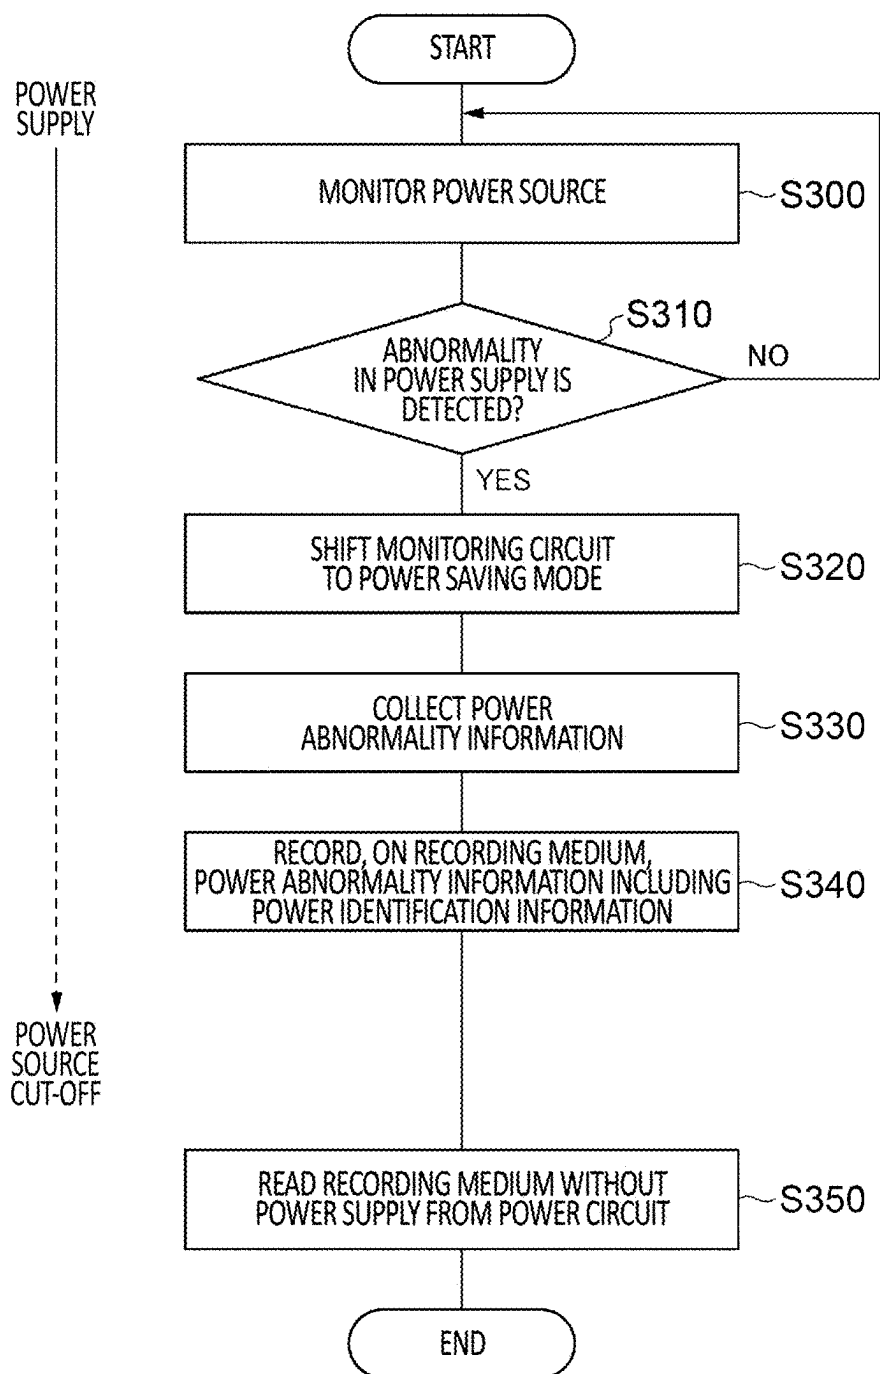 START
POWER
SUPPLY
MONITOR POWER SOURCE
S300
S310
ABNORMALITY
IN POWER SUPPLY IS
DETECTED?
NO
YES
SHIFT MONITORING CIRCUIT
TO POWER SAVING MODE
S320
COLLECT POWER
ABNORMALITY INFORMATION
S330
RECORD, ON RECORDING MEDIUM,
POWER ABNORMALITY INFORMATION INCLUDING
POWER IDENTIFICATION INFORMATION
S340
POWER
SOURCE
CUT-OFF
READ RECORDING MEDIUM WITHOUT
POWER SUPPLY FROM POWER CIRCUIT
S350
END